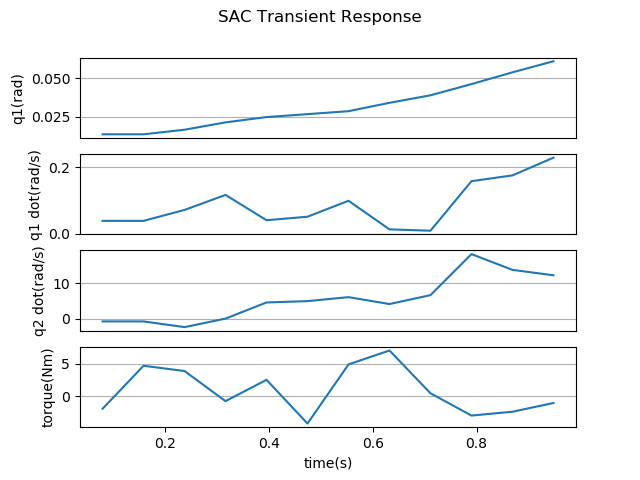 SAC Transient Response
q1(rad)
0.050
0.025
q1 dot(rad/s)
0.2
0.0
q2 dot(rad/s)
10
0
torque(Nm)
5
0
0.2 0.4 0.6 0.8
time(s)